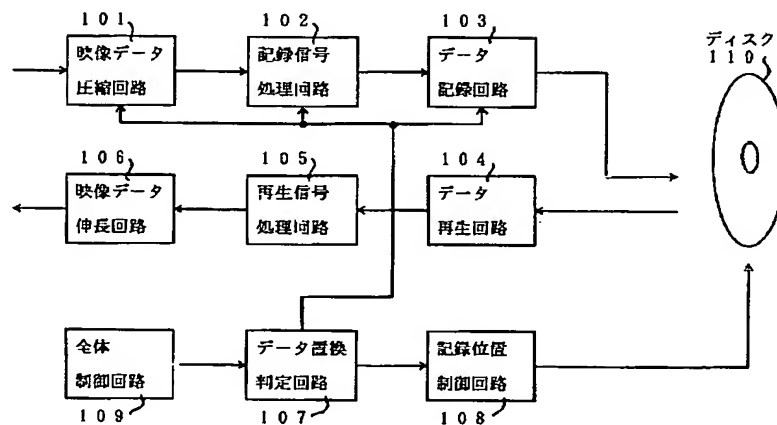 101
映像データ
圧縮回路
102
記録信号
処理回路
103
データ
記録回路
ディスク
110
106
映像データ
伸長回路
105
再生信号
処理回路
104
データ
再生回路
全体
制御回路
109
データ置換
判定回路
107
記録位置
制御回路
108